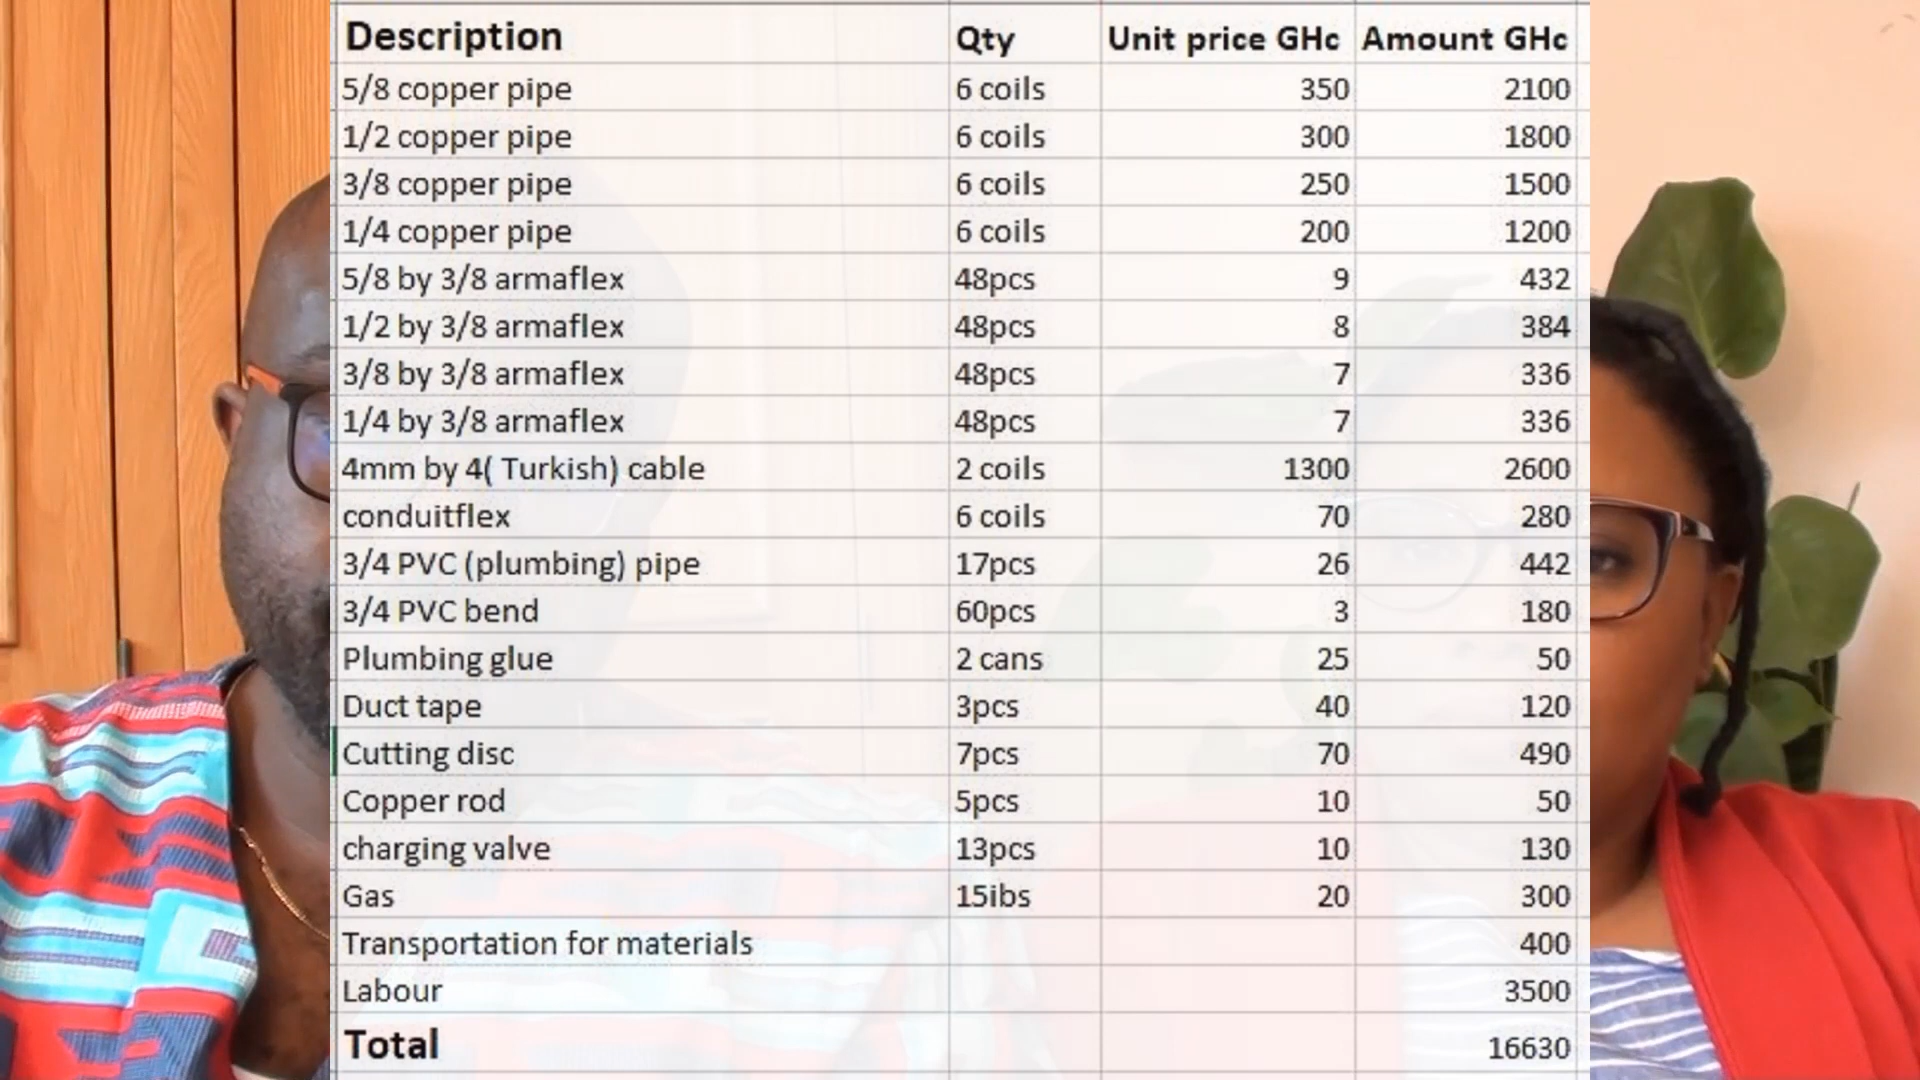 Description Qty Unit price GHc Amount GHc
5/8 copper pipe 6 coils 350 2100
1/2 copper pipe 6 coils 300 1800
3/8 copper pipe 6 coils 250 1500
1/4 copper pipe 6 coils 200 1200
5/8 by 3/8 armaflex 48pcs 9 432
1/2 by 3/8 armaflex 48pcs 8 384
3/8 by 3/8 armaflex 48pcs 7 336
1/4 by 3/8 armaflex 48pcs 7 336
4mm by 4( Turkish) cable 2 coils 1300 2600
conduitflex 6 coils 70 280
3/4 PVC (plumbing) pipe 17pcs 26 442
3/4 PVC bend 60pcs 3 180
Plumbing glue 2 cans 25 50
Duct tape 3pcs 40 120
Cutting disc 7pcs 70 490
Copper rod 5pcs 10 50
charging valve 13pcs 10 130
Gas 15ibs 20 300
Transportation for materials 400
Labour 3500
Total 16630